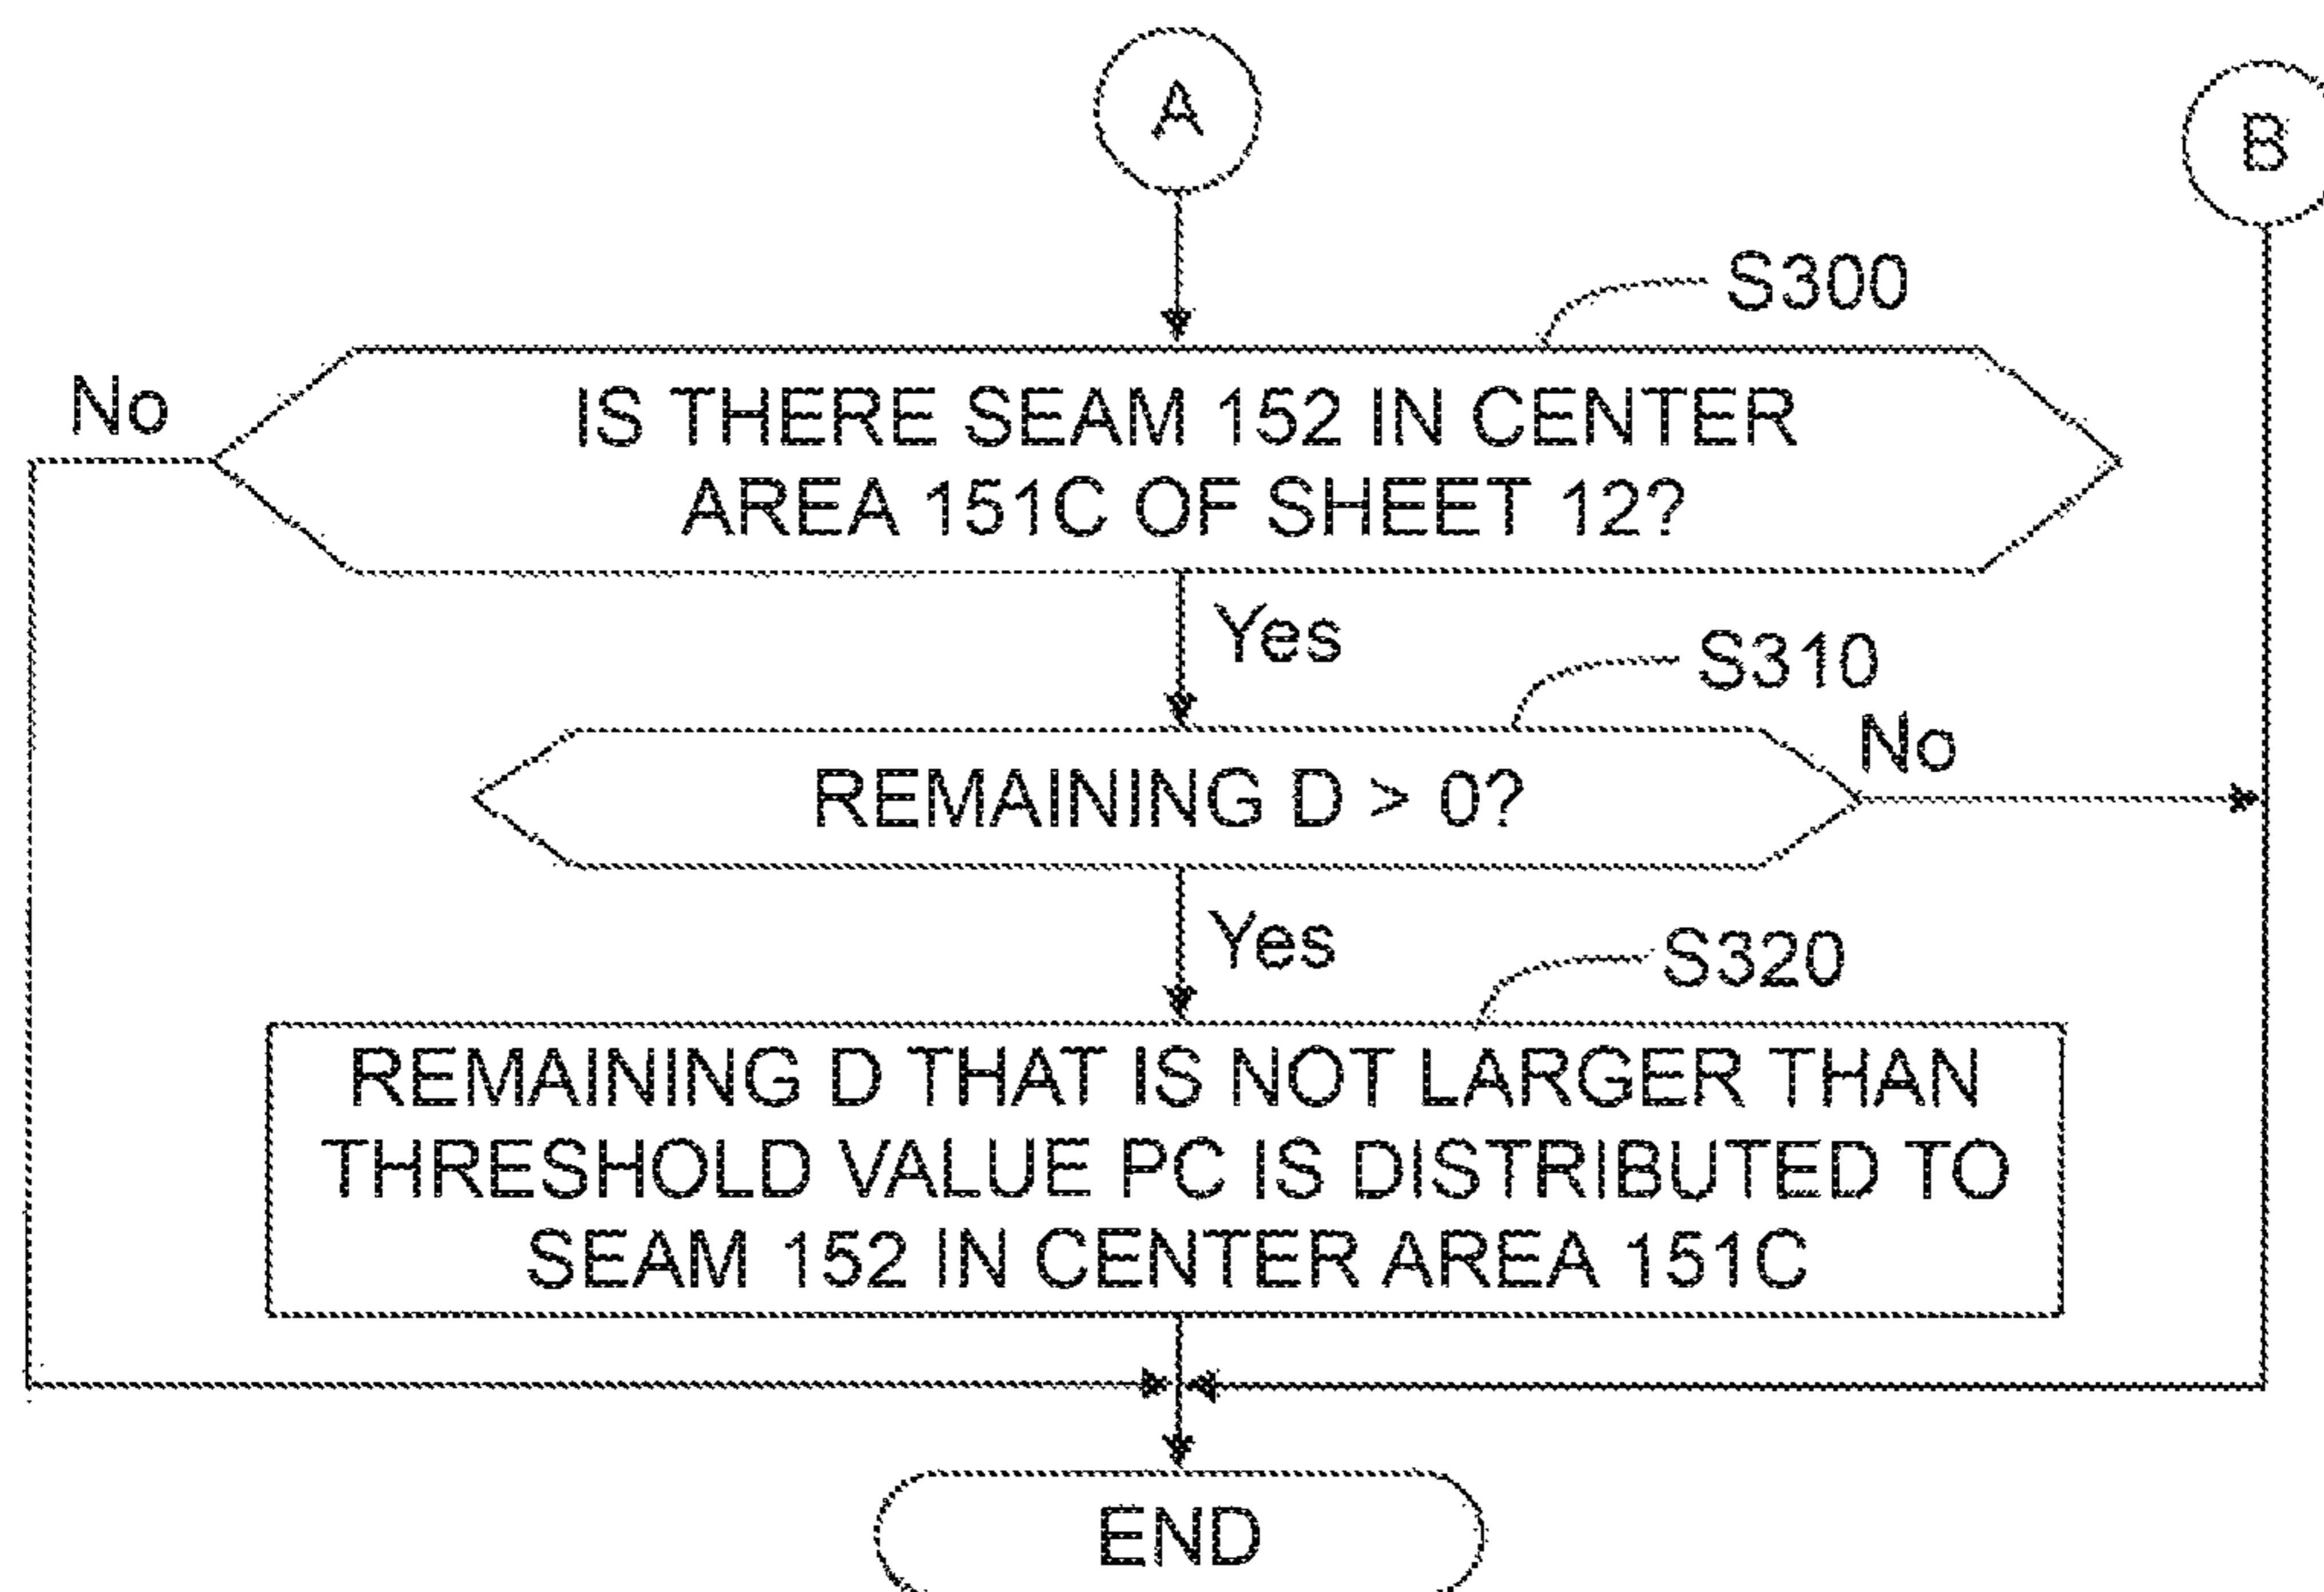 A
B
S300
No
IS THERE SEAM 152 IN CENTER
AREA 151C OF SHEET 12?
Yes
S310
No
REMAINING D > 0?
Yes
S320
REMAINING D THAT IS NOT LARGER THAN
THRESHOLD VALUE PC IS DISTRIBUTED TO
SEAM 152 IN CENTER AREA 151C
END